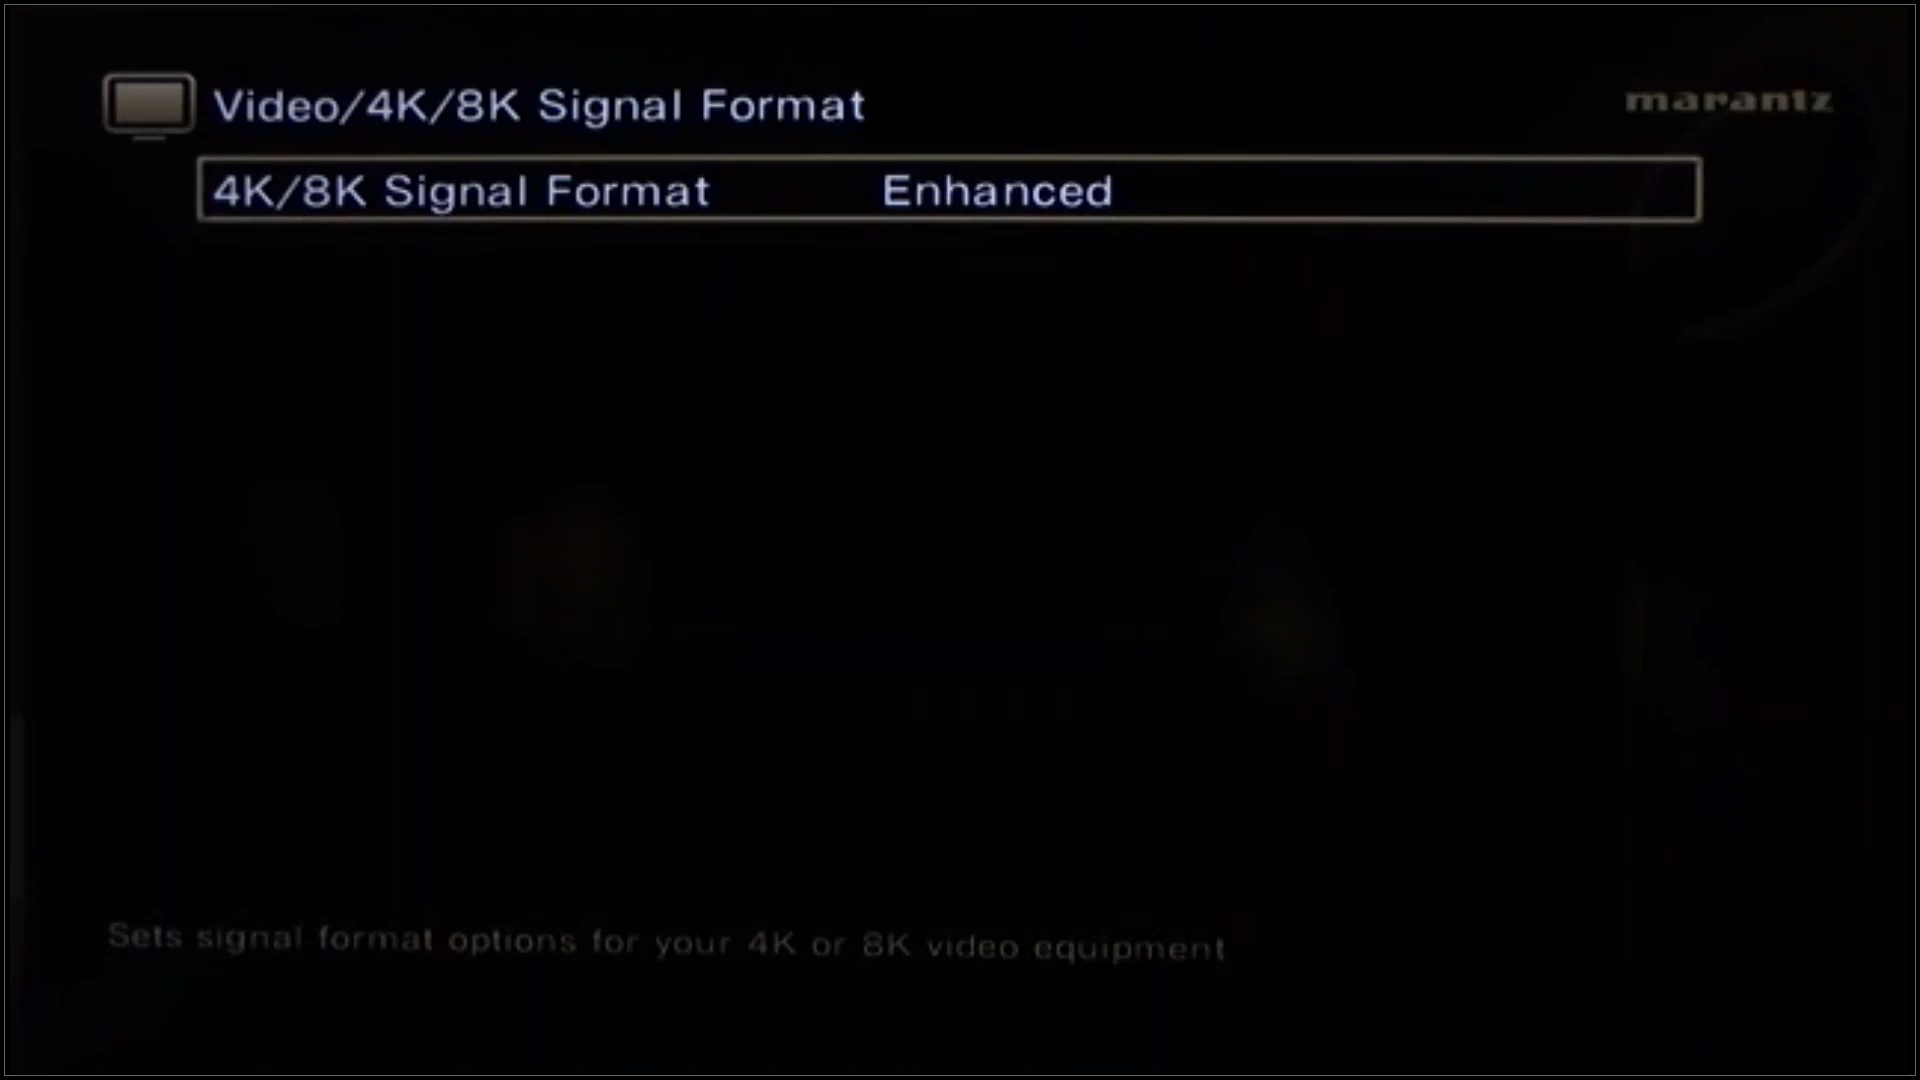 Video/4K/8K Signal Format
marantz
4K/8K Signal Format Enhanced
Sets signal format options for your 4K or 8K video equipment